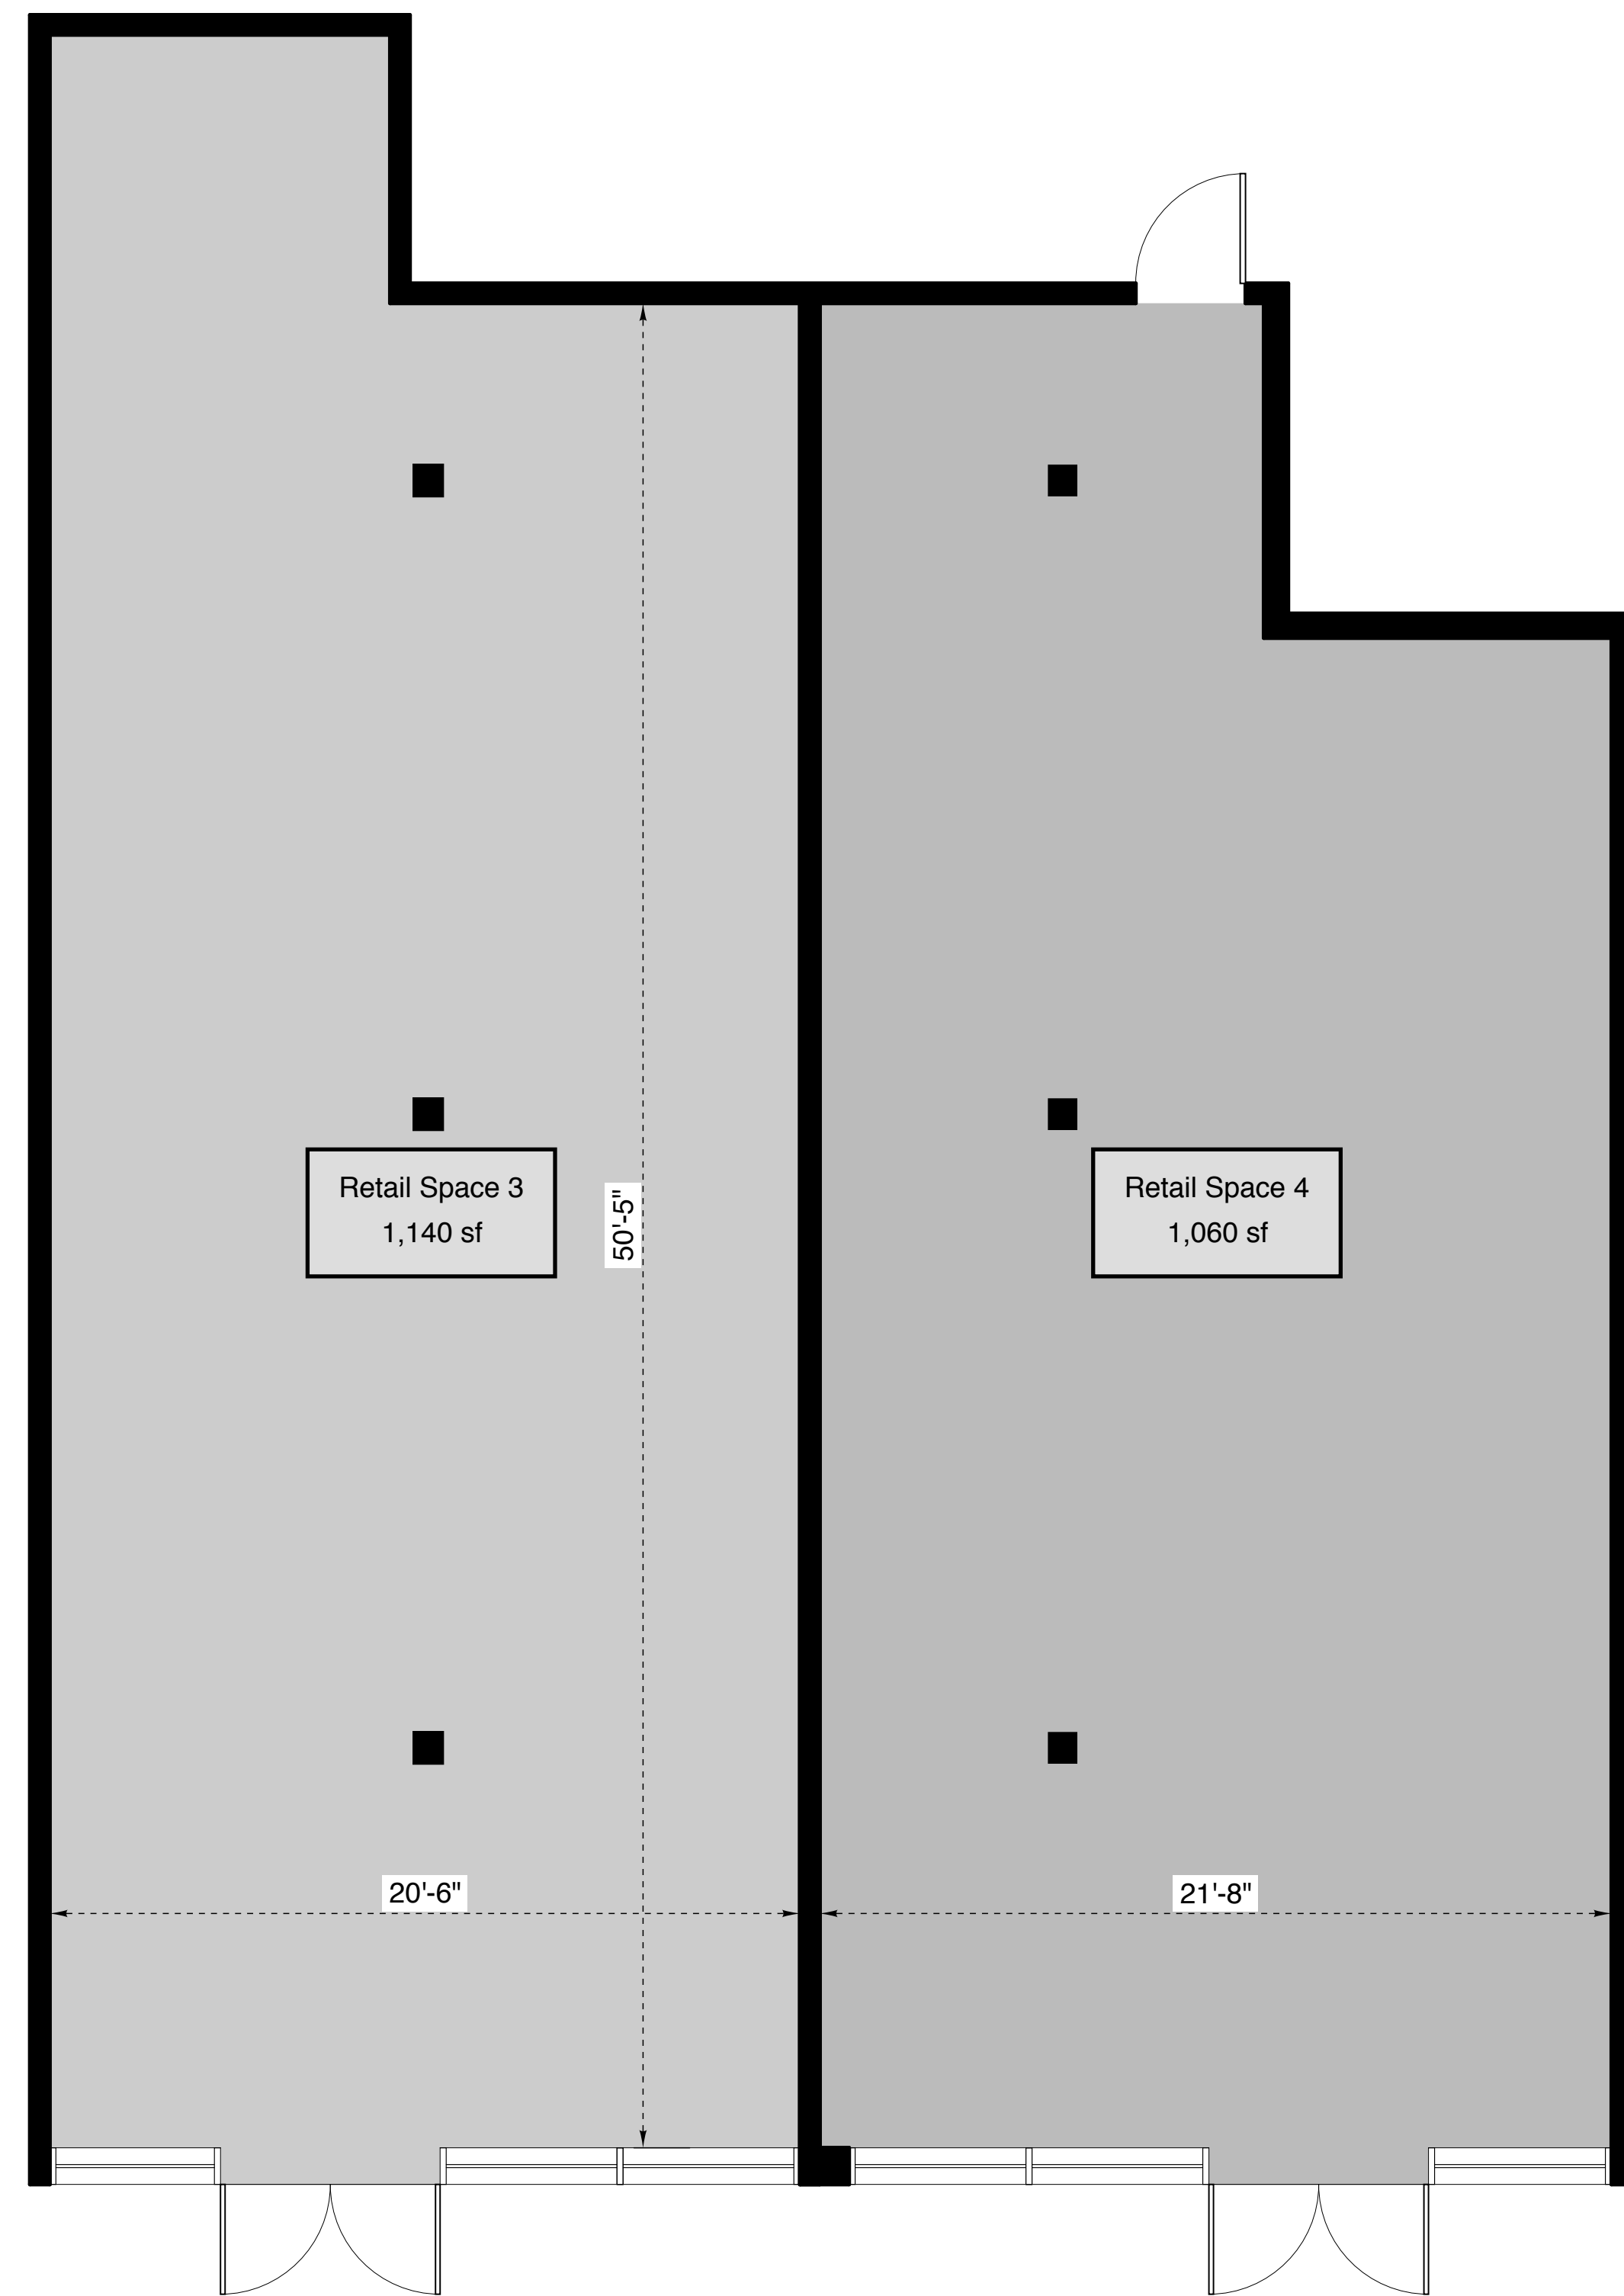 Retail Space 3
1,140 sf
50'-5"
Retail Space 4
1,060 sf
20'-6"
21'-8"